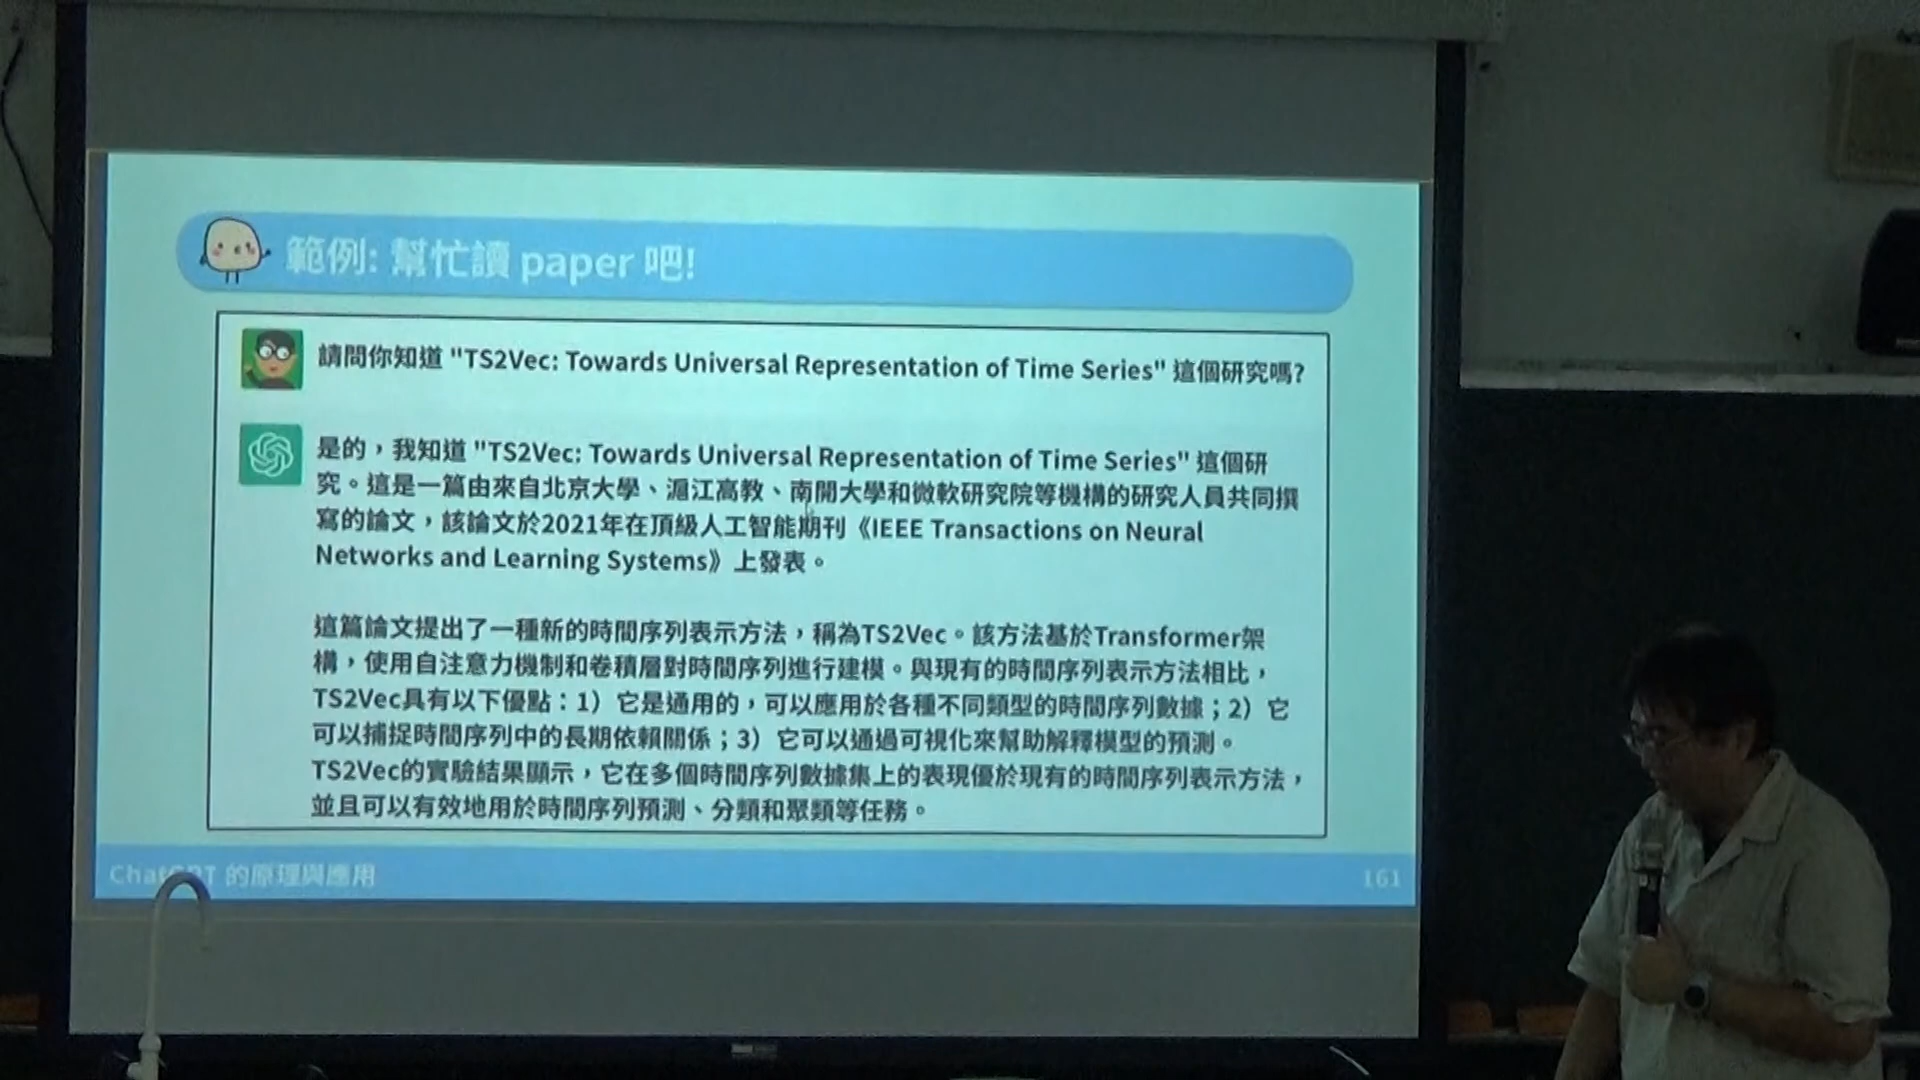 範例: 幫忙讀 paper 吧!
請問你知道 "TS2Vec: Towards Universal Representation of Time Series" 這個研究嗎?
是的，我知道 "TS2Vec: Towards Universal Representation of Time Series" 這個研
究。這是一篇由來自北京大學、滬江高教、南開大學和微軟研究院等機構的研究人員共同撰
寫的論文，該論文於2021年在頂級人工智能期刊《IEEE Transactions on Neural
Networks and Learning Systems》上發表。
這篇論文提出了一種新的時間序列表示方法，稱為TS2Vec。該方法基於Transformer架
構，使用自注意力機制和卷積層對時間序列進行建模。與現有的時間序列表示方法相比，
TS2Vec具有以下優點：1）它是通用的，可以應用於各種不同類型的時間序列數據；2）它
可以捕捉時間序列中的長期依賴關係；3）它可以通過可視化來幫助解釋模型的預測。
TS2Vec的實驗結果顯示，它在多個時間序列數據集上的表現優於現有的時間序列表示方法，
並且可以有效地用於時間序列預測、分類和聚類等任務。
ChatGPT 的原理與應用
161